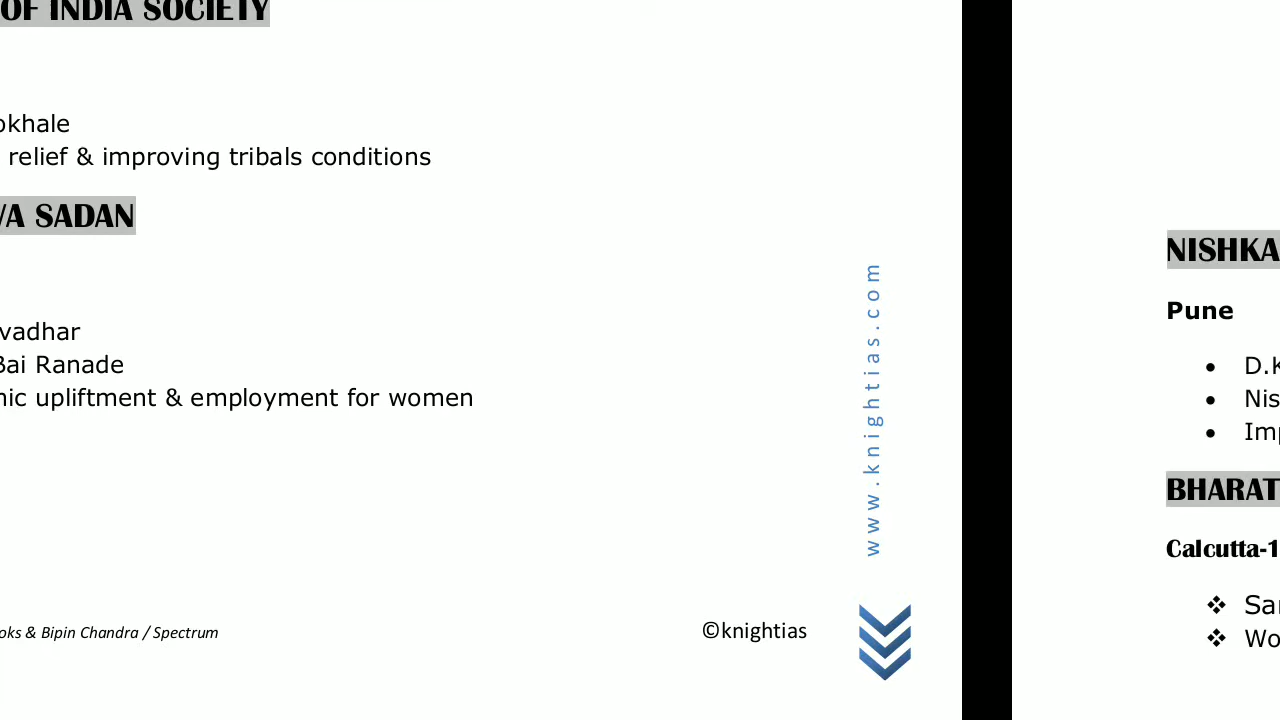 OF INDIA SOCIETY
okhale
relief & improving tribals conditions
VA SADAN
vadhar
Bai Ranade
nic upliftment & employment for women
www.knightias.com
oks & Bipin Chandra / Spectrum
©knightias
NISHKA
Pune
• D.K
• Nis
• Imp
BHARAT
Calcutta-1
❖ Sar
❖ Wo